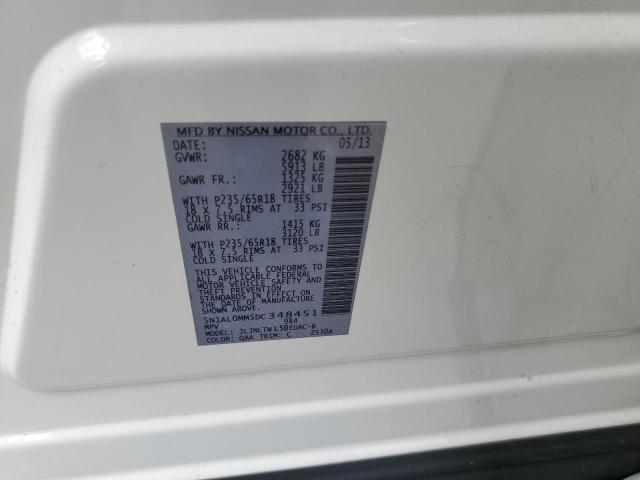 MFD BY NISSAN MOTOR CO., LTD.
DATE: 05/13
GVWR: 2682 KG
5913 LB
GAWR FR.: 1325 KG
2921 LB
WITH P235/65R18 TIRES
18 X 7.5 RIMS AT 33 PSI
COLD SINGLE
GAWR RR.: 1415 KG
3120 LB
WITH P235/65R18 TIRES
18 X 7.5 RIMS AT 33 PSI
COLD SINGLE
THIS VEHICLE CONFORMS TO
ALL APPLICABLE FEDERAL
MOTOR VEHICLE SAFETY
STANDARDS IN EFFECT ON
THE DATE OF MANUFACTURE
SHOWN ABOVE.
5N1AL0MM5DC348451
MPV 984
MODEL: JLJNLTWL50EUAC-B
COLOR: QAA TRIM: C Z530A